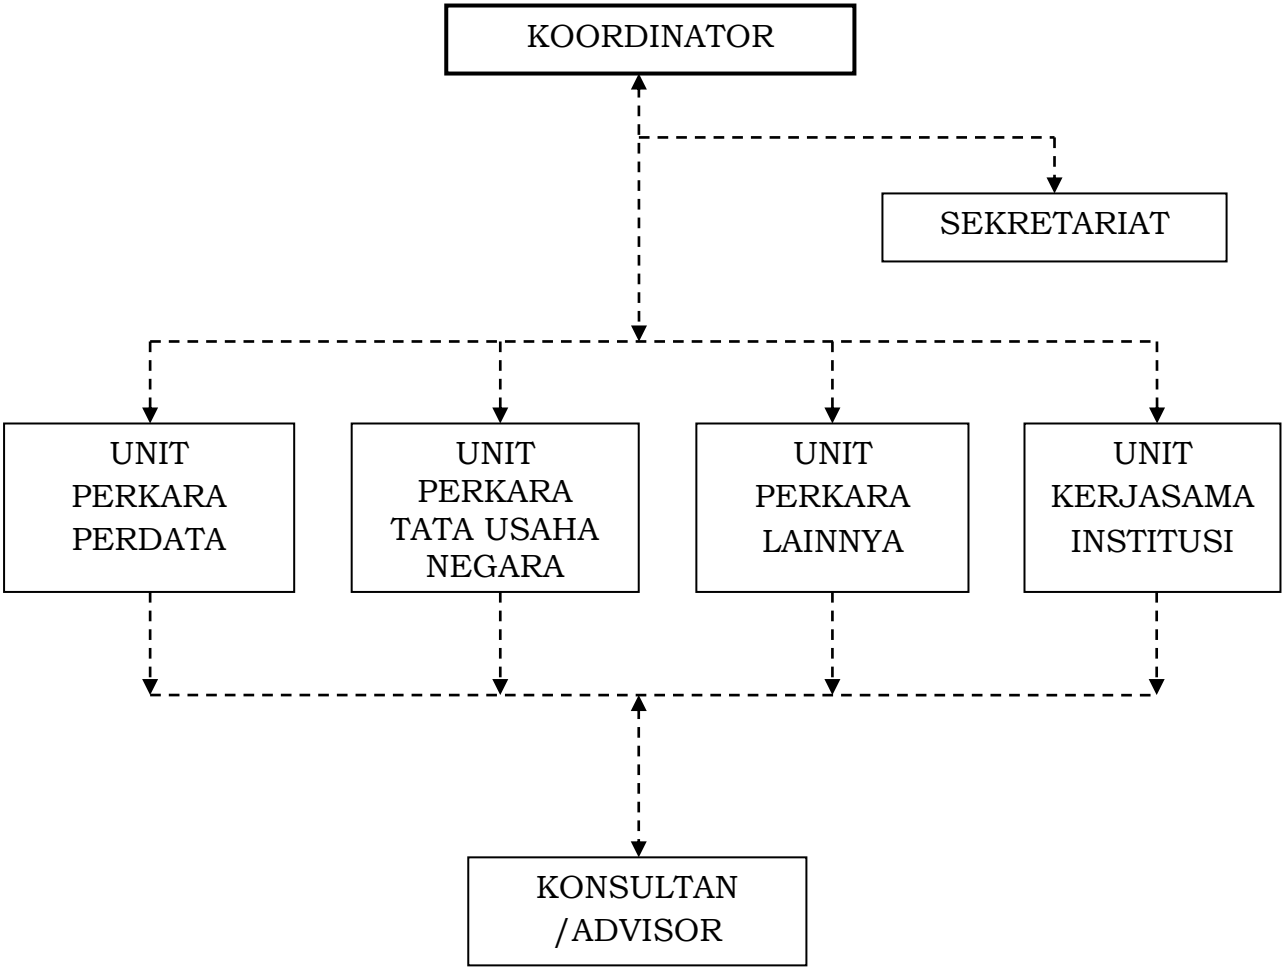 KOORDINATOR
SEKRETARIAT
UNIT
PERKARA
PERDATA
UNIT
PERKARA
TATA USAHA
NEGARA
UNIT
PERKARA
LAINNYA
UNIT
KERJASAMA
INSTITUSI
KONSULTAN
/ADVISOR